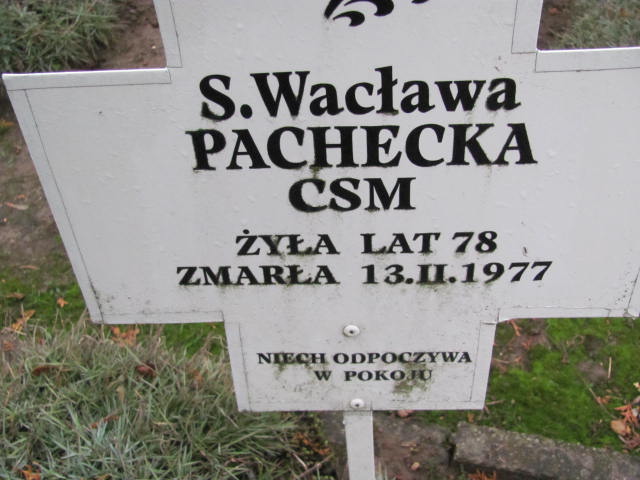 S.Wacława
PACHECKA
CSM
ŻYŁA LAT 78
ZMARŁA 13.II.1977
NIECH ODPOCZYWA
W POKOJU